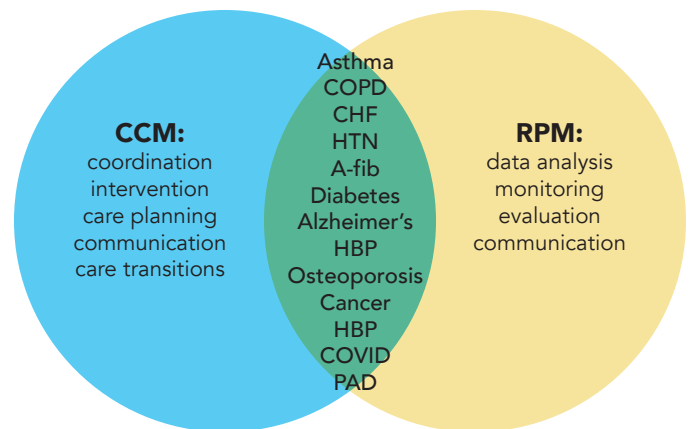 CCM:
coordination
intervention
care planning
communication
care transitions
Asthma
COPD
CHF
HTN
A-fib
Diabetes
Alzheimer's
HBP
Osteoporosis
Cancer
HBP
COVID
PAD
RPM:
data analysis
monitoring
evaluation
communication